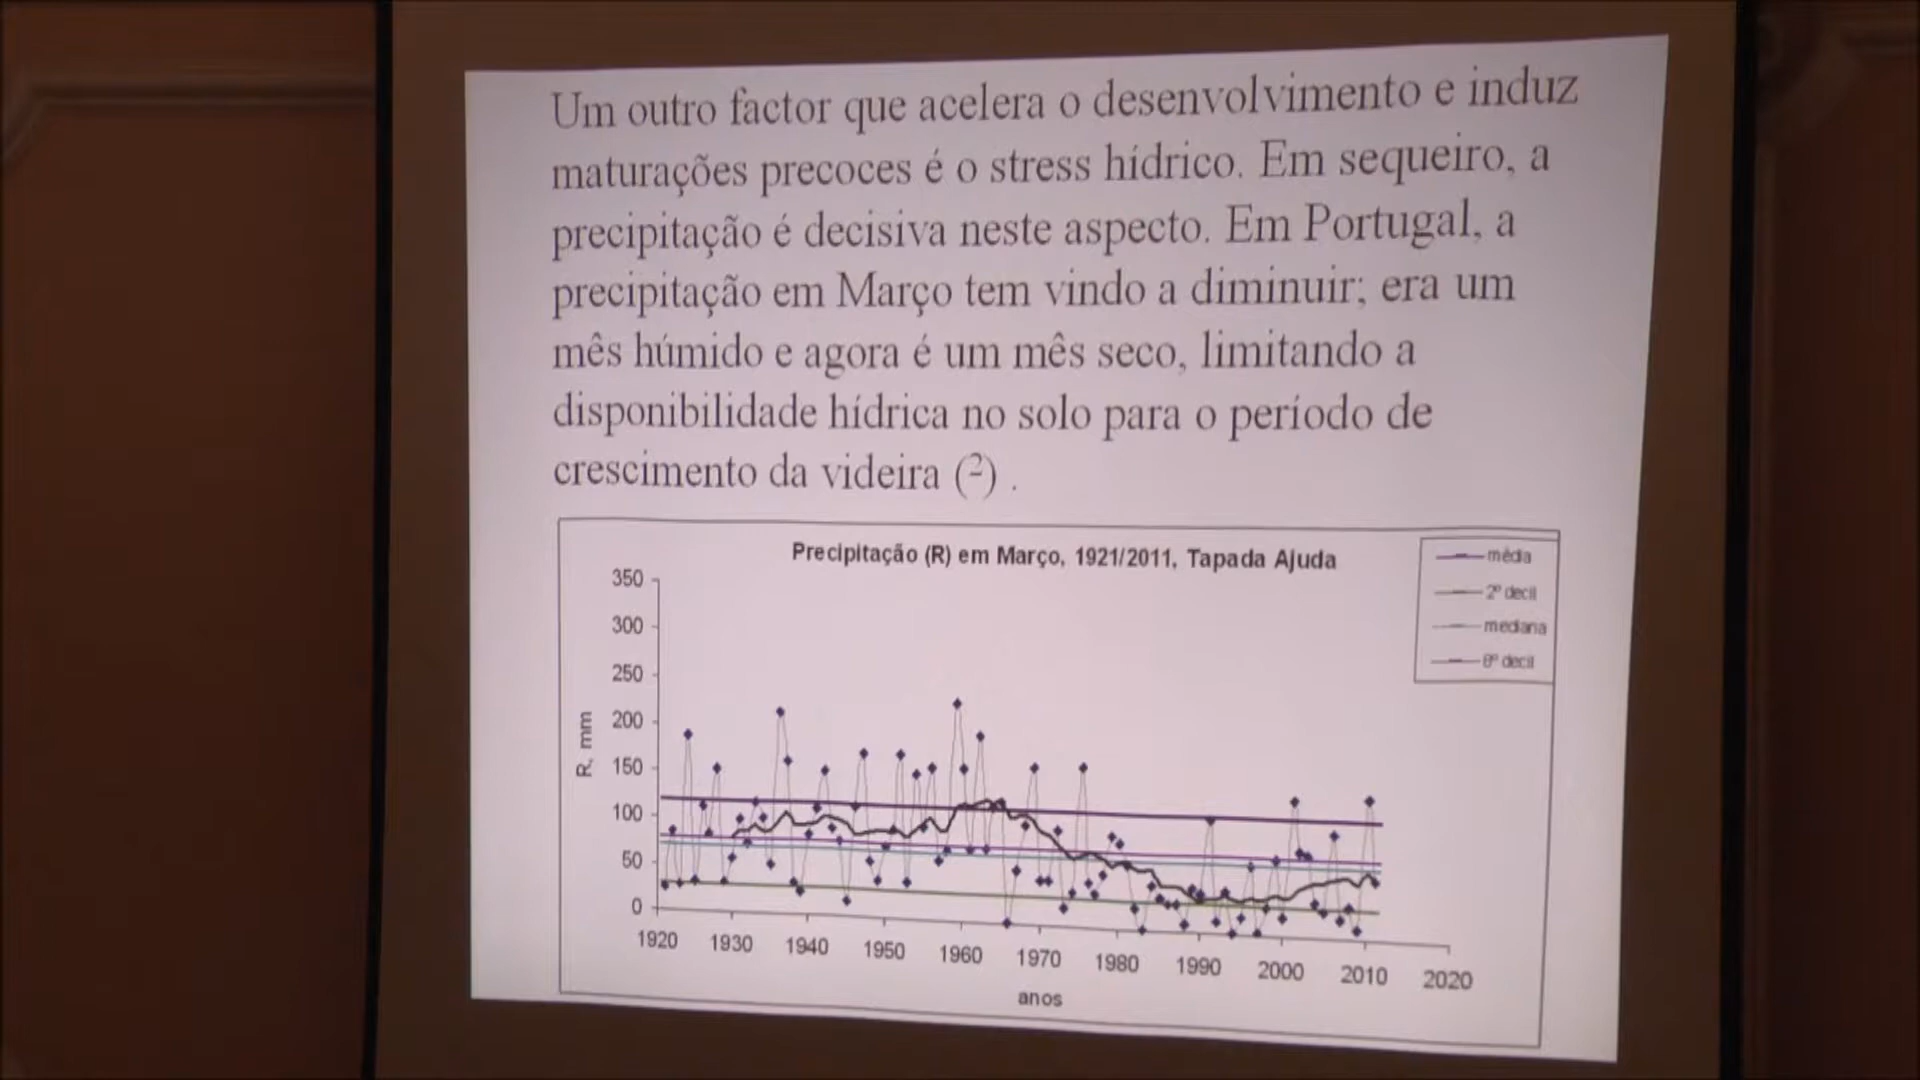 Um outro factor que acelera o desenvolvimento e induz
maturações precoces é o stress hídrico. Em sequeiro, a
precipitação é decisiva neste aspecto. Em Portugal, a
precipitação em Março tem vindo a diminuir; era um
mês húmido e agora é um mês seco, limitando a
disponibilidade hídrica no solo para o período de
crescimento da videira (²) .
Precipitação (R) em Março, 1921/2011, Tapada Ajuda
média
2º decil
mediana
8º decil
R, mm
350
300
250
200
150
100
50
0
1920 1930 1940 1950 1960 1970 1980 1990 2000 2010 2020
anos